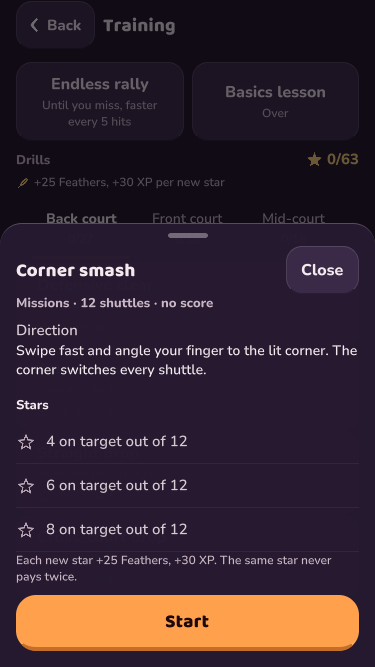 Back
Training
Endless rally
Until you miss, faster
every 5 hits
Basics lesson
Over
Drills
0/63
+25 Feathers, +30 XP per new star
Back court
Front court
Mid-court
Corner smash
Close
Missions · 12 shuttles · no score
Direction
Swipe fast and angle your finger to the lit corner. The
corner switches every shuttle.
Stars
4 on target out of 12
6 on target out of 12
8 on target out of 12
Each new star +25 Feathers, +30 XP. The same star never
pays twice.
Start